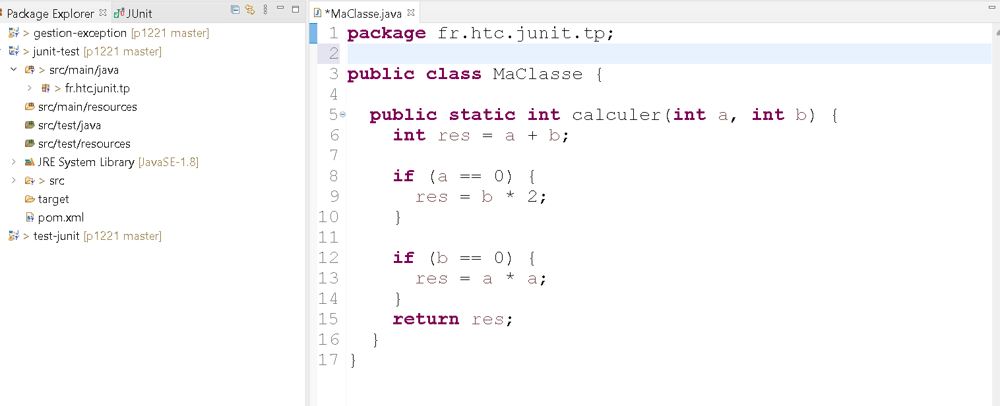 Package Explorer JUnit
> gestion-exception [p1221 master]
> junit-test [p1221 master]
> src/main/java
> fr.htc.junit.tp
src/main/resources
src/test/java
src/test/resources
JRE System Library [JavaSE-1.8]
> src
target
pom.xml
> test-junit [p1221 master]
*MaClasse.java
1 package fr.htc.junit.tp;
2
3 public class MaClasse {
4
5 public static int calculer(int a, int b) {
6 int res = a + b;
7
8 if (a == 0) {
9 res = b * 2;
10 }
11
12 if (b == 0) {
13 res = a * a;
14 }
15 return res;
16 }
17 }